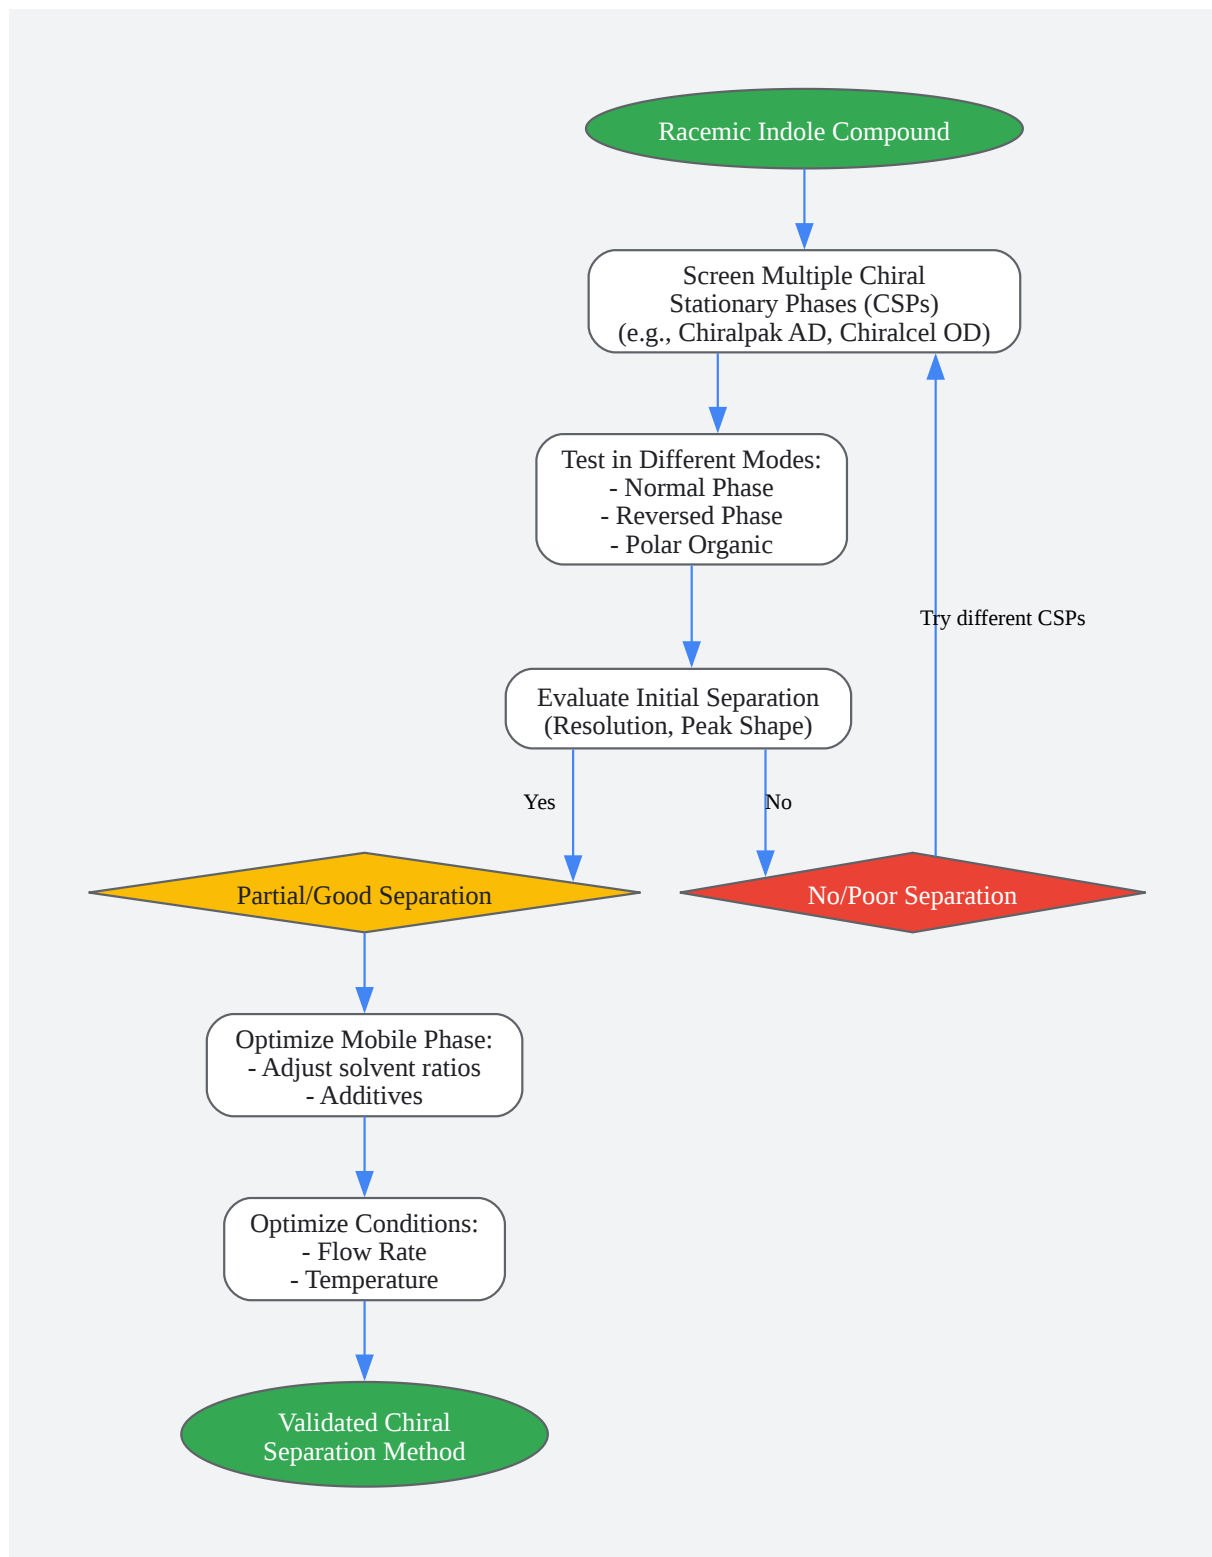 Racemic Indole Compound
Screen Multiple Chiral
Stationary Phases (CSPs)
(e.g., Chiralpak AD, Chiralcel OD)
Test in Different Modes:
- Normal Phase
- Reversed Phase
- Polar Organic
Try different CSPs
Evaluate Initial Separation
(Resolution, Peak Shape)
Yes
No
Partial/Good Separation
No/Poor Separation
Optimize Mobile Phase:
- Adjust solvent ratios
- Additives
Optimize Conditions:
- Flow Rate
- Temperature
Validated Chiral
Separation Method